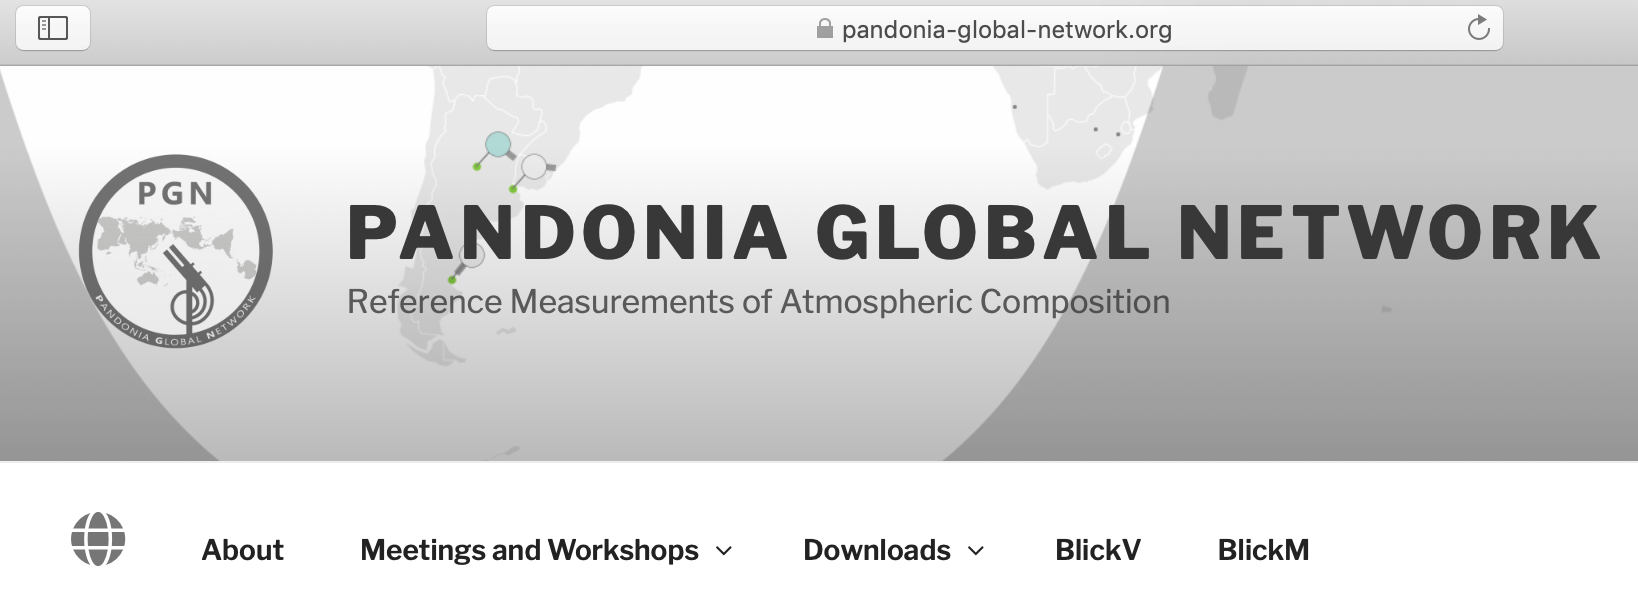 pandonia-global-network.org
PGN
PANDONIA GLOBAL NETWORK
PANDONIA GLOBAL NETWORK
Reference Measurements of Atmospheric Composition
About Meetings and Workshops Downloads BlickV BlickM